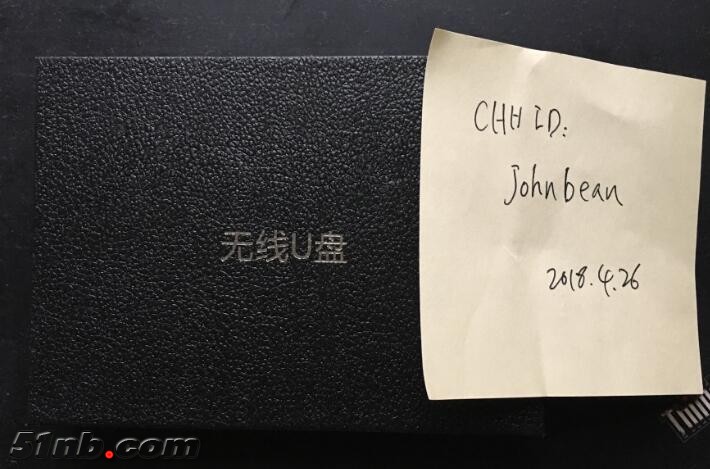 CHH ID:
Johnbean
2018.4.26
无线U盘
51nb.com